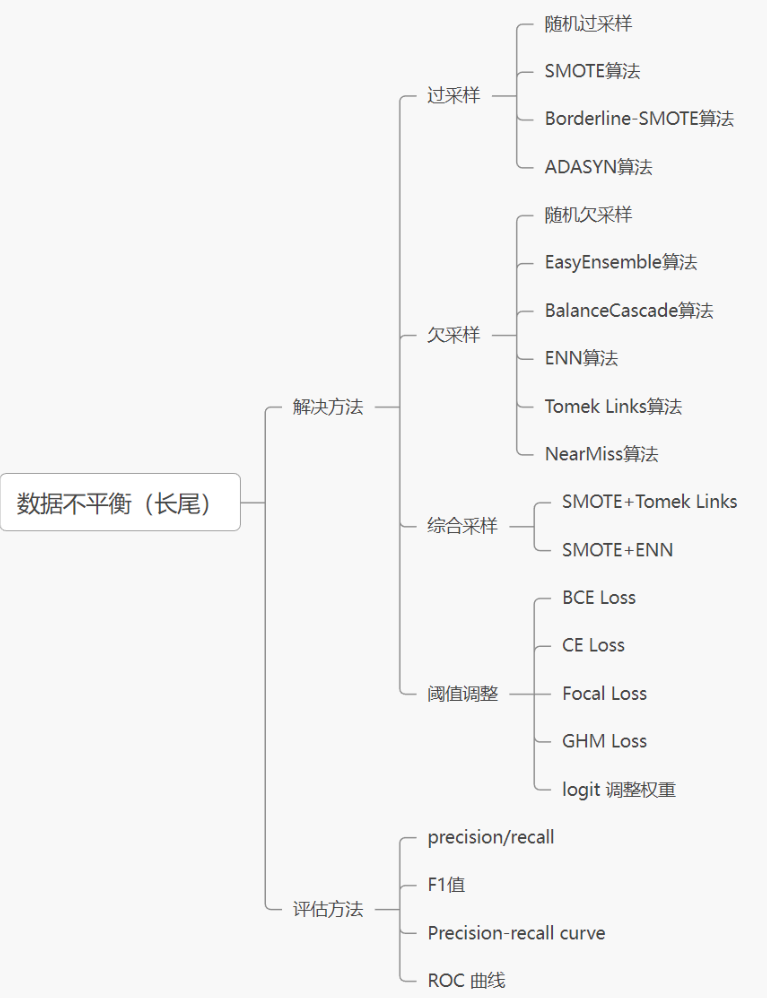 随机过采样
SMOTE算法
过采样
Borderline-SMOTE算法
ADASYN算法
随机欠采样
EasyEnsemble算法
BalanceCascade算法
欠采样
ENN算法
解决方法
Tomek Links算法
NearMiss算法
数据不平衡（长尾）
SMOTE+Tomek Links
综合采样
SMOTE+ENN
BCE Loss
CE Loss
阈值调整
Focal Loss
GHM Loss
logit 调整权重
precision/recall
F1值
评估方法
Precision-recall curve
ROC 曲线